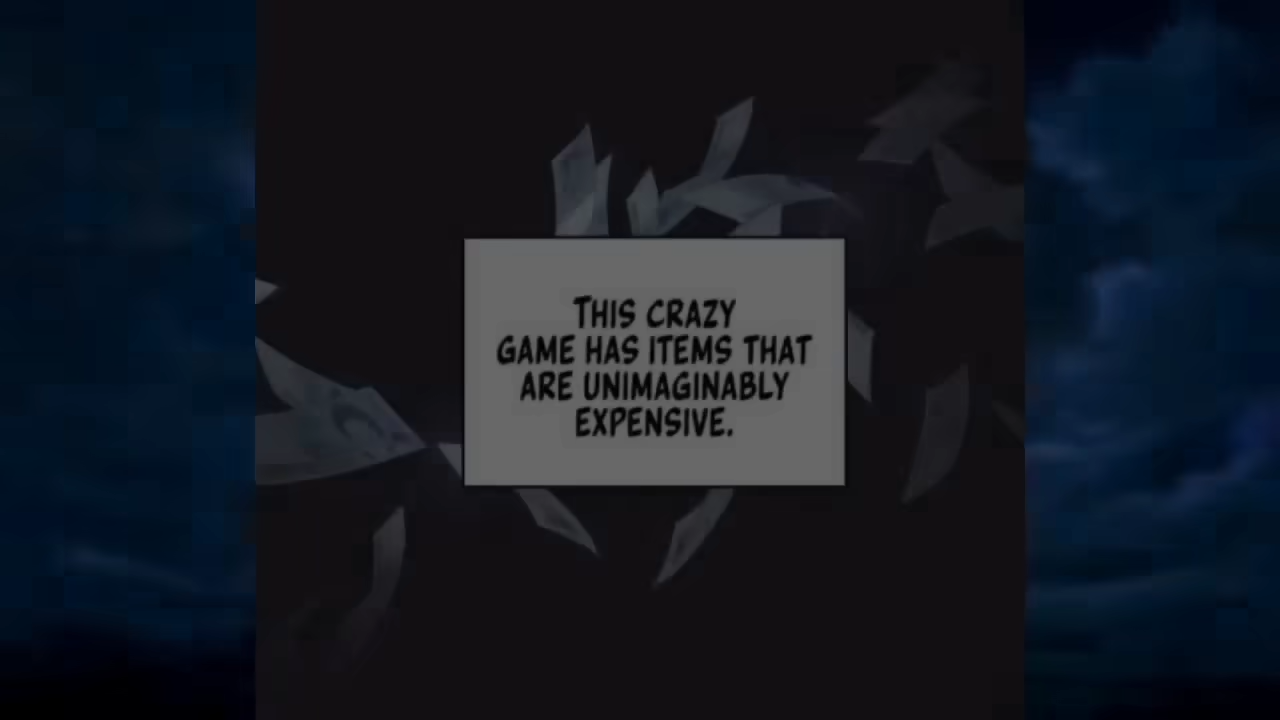 THIS CRAZY
GAME HAS ITEMS THAT
ARE UNIMAGINABLY
EXPENSIVE.